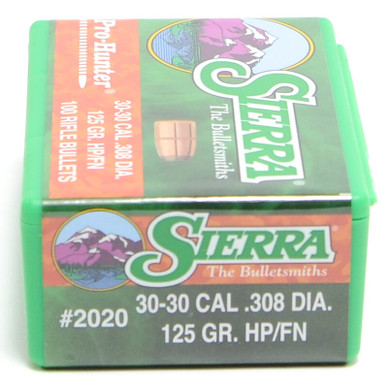 Pro-Hunter
30-30 CAL .308 DIA.
125 GR. HP/FN
100 RIFLE BULLETS
SIERRA
The Bulletsmiths
SIERRA
The Bulletsmiths
#2020 30-30 CAL .308 DIA.
125 GR. HP/FN